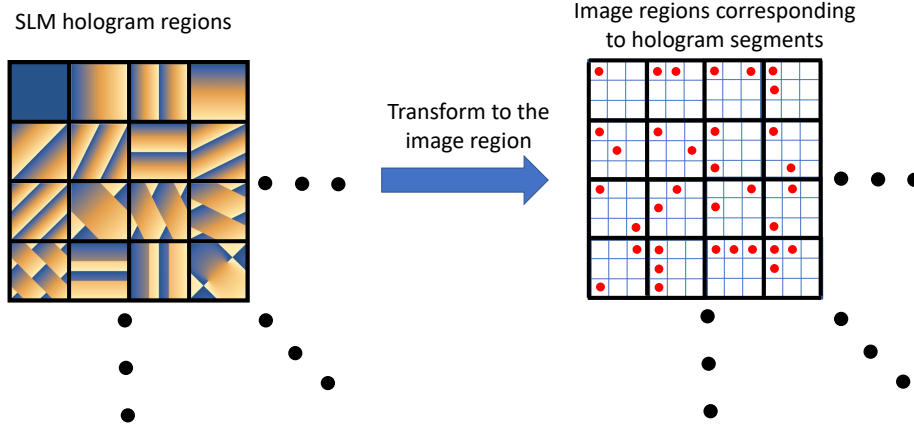 SLM hologram regions
Image regions corresponding
to hologram segments
Transform to the
image region